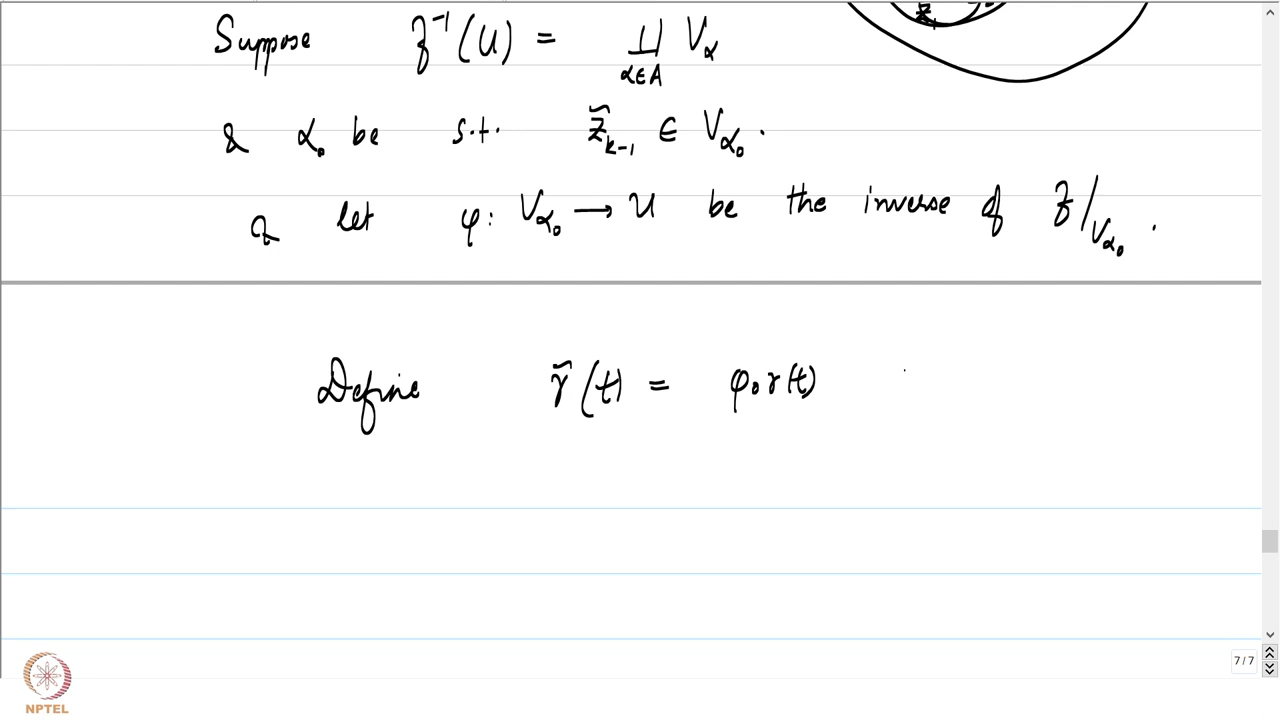 Suppose f⁻¹(U) = ∐ V_α
α∈A
& α₀ be s.t. z̃_{k-1} ∈ V_{α₀}.
& let φ: V_{α₀} → U be the inverse of f/_{V_{α₀}}.
Define γ̃(t) = φ∘γ(t)
7/7
NPTEL